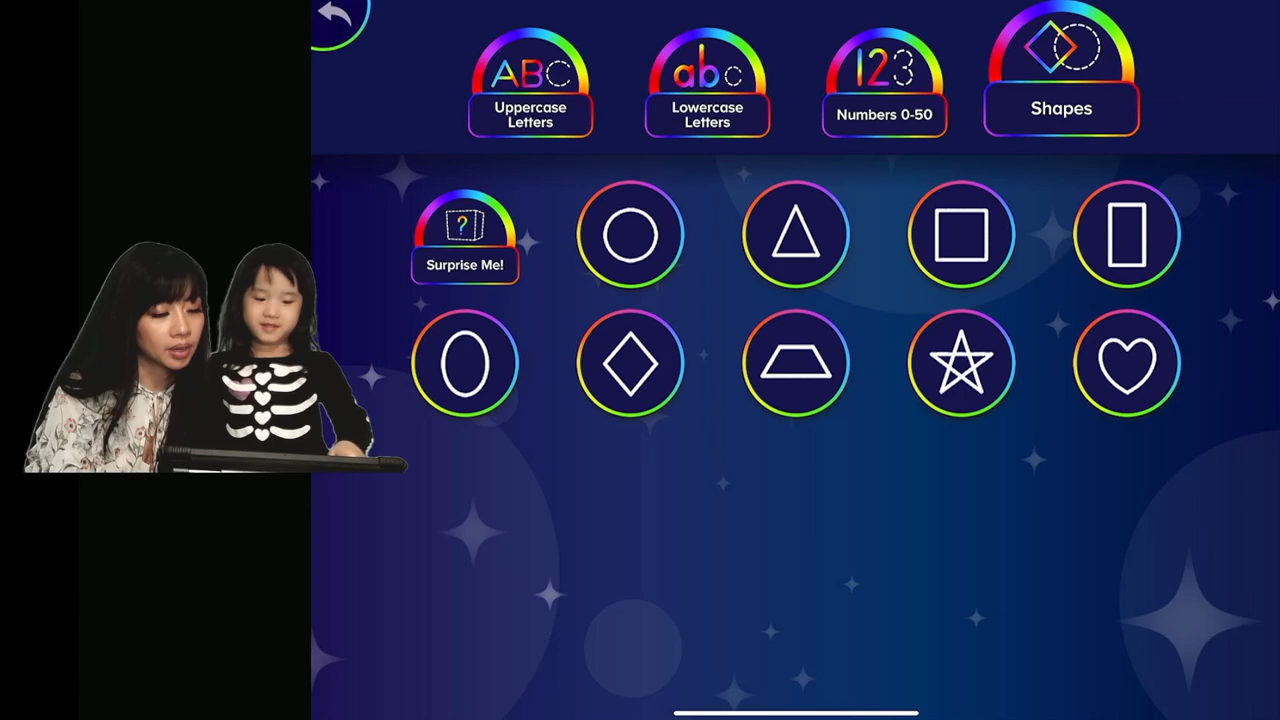 ABC
Uppercase
Letters
abc
Lowercase
Letters
123
Numbers 0-50
Shapes
?
Surprise Me!